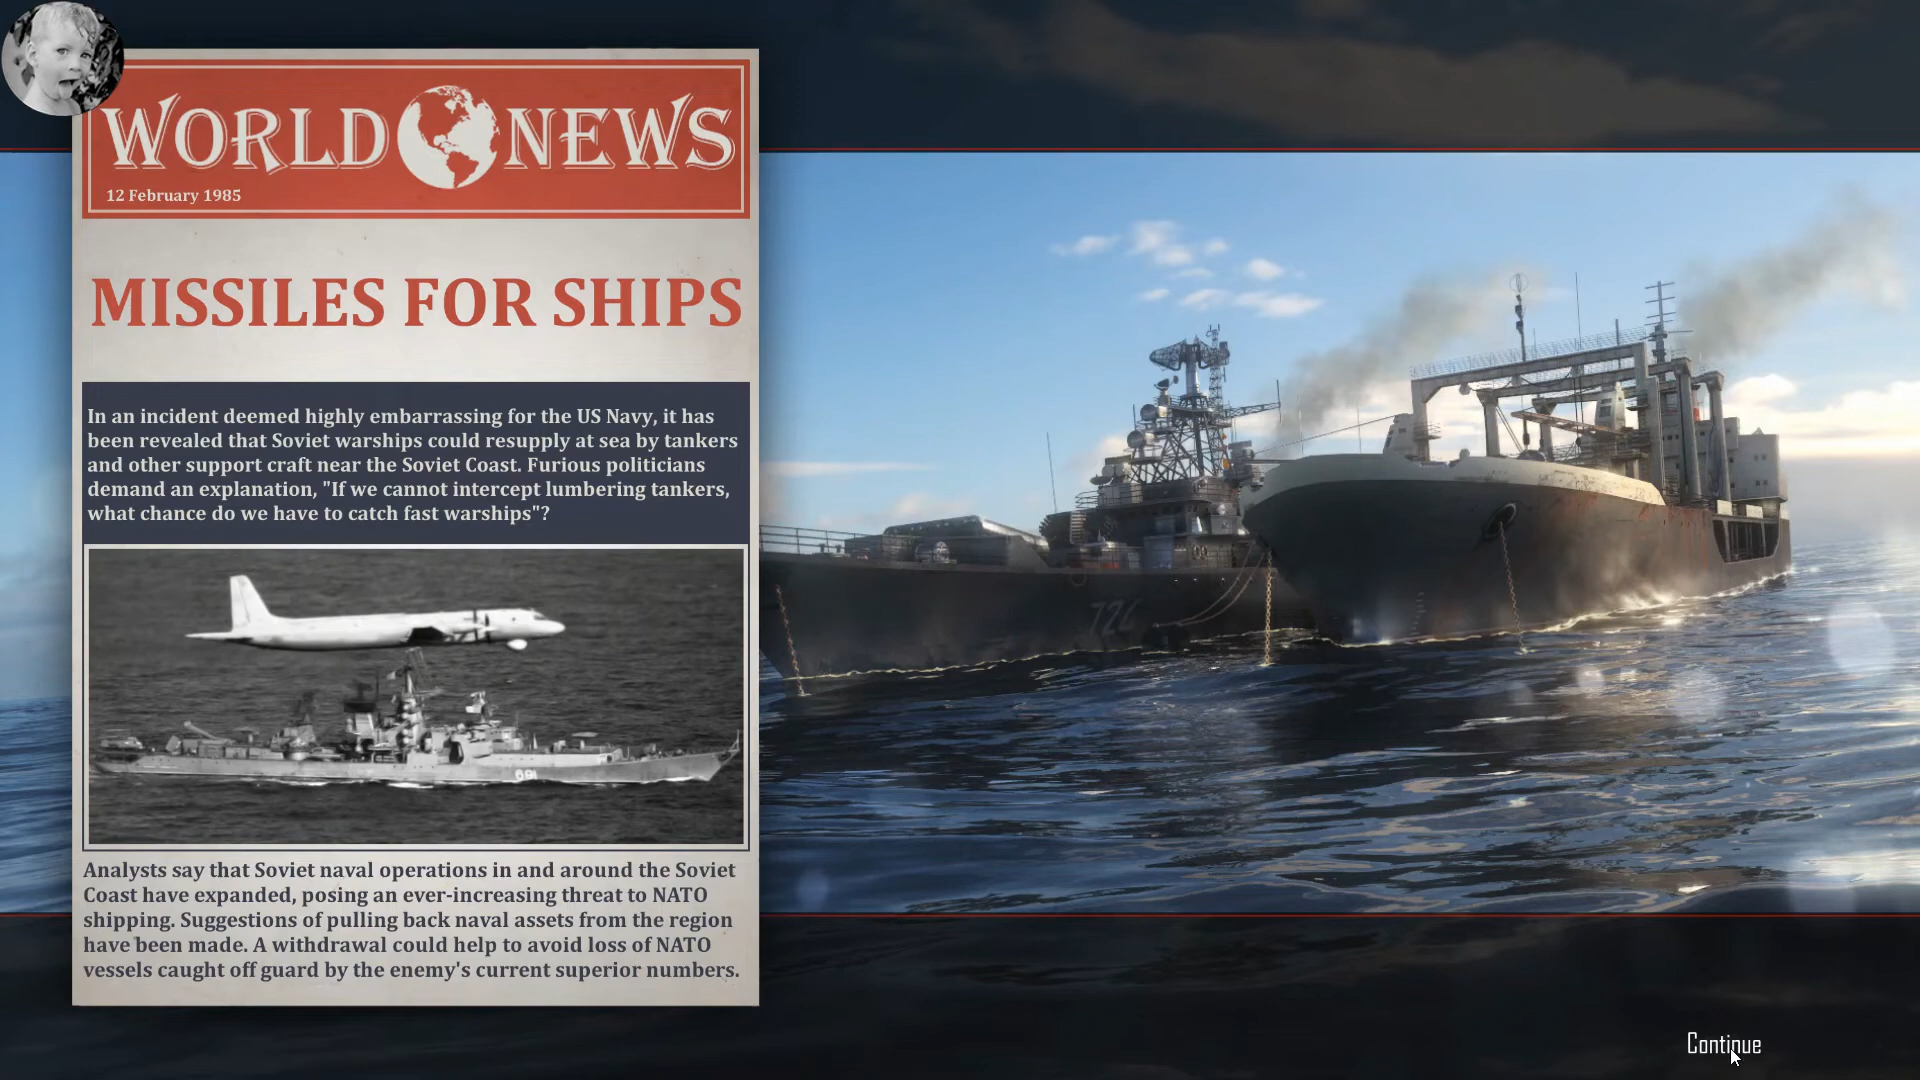 WORLD NEWS
12 February 1985
MISSILES FOR SHIPS
In an incident deemed highly embarrassing for the US Navy, it has
been revealed that Soviet warships could resupply at sea by tankers
and other support craft near the Soviet Coast. Furious politicians
demand an explanation, "If we cannot intercept lumbering tankers,
what chance do we have to catch fast warships"?
691
Analysts say that Soviet naval operations in and around the Soviet
Coast have expanded, posing an ever-increasing threat to NATO
shipping. Suggestions of pulling back naval assets from the region
have been made. A withdrawal could help to avoid loss of NATO
vessels caught off guard by the enemy's current superior numbers.
Continue